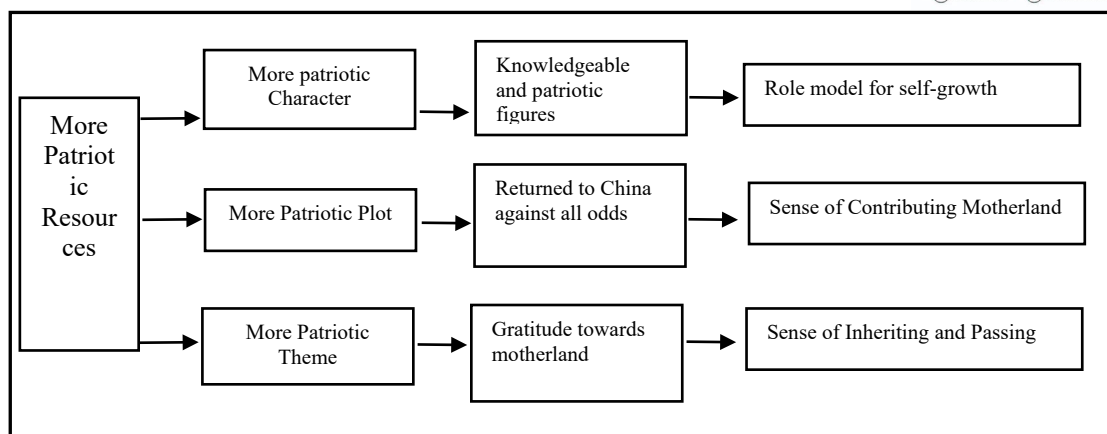 More
Patriot
ic
Resour
ces
More patriotic
Character
Knowledgeable
and patriotic
figures
Role model for self-growth
More Patriotic Plot
Returned to China
against all odds
Sense of Contributing Motherland
More Patriotic
Theme
Gratitude towards
motherland
Sense of Inheriting and Passing